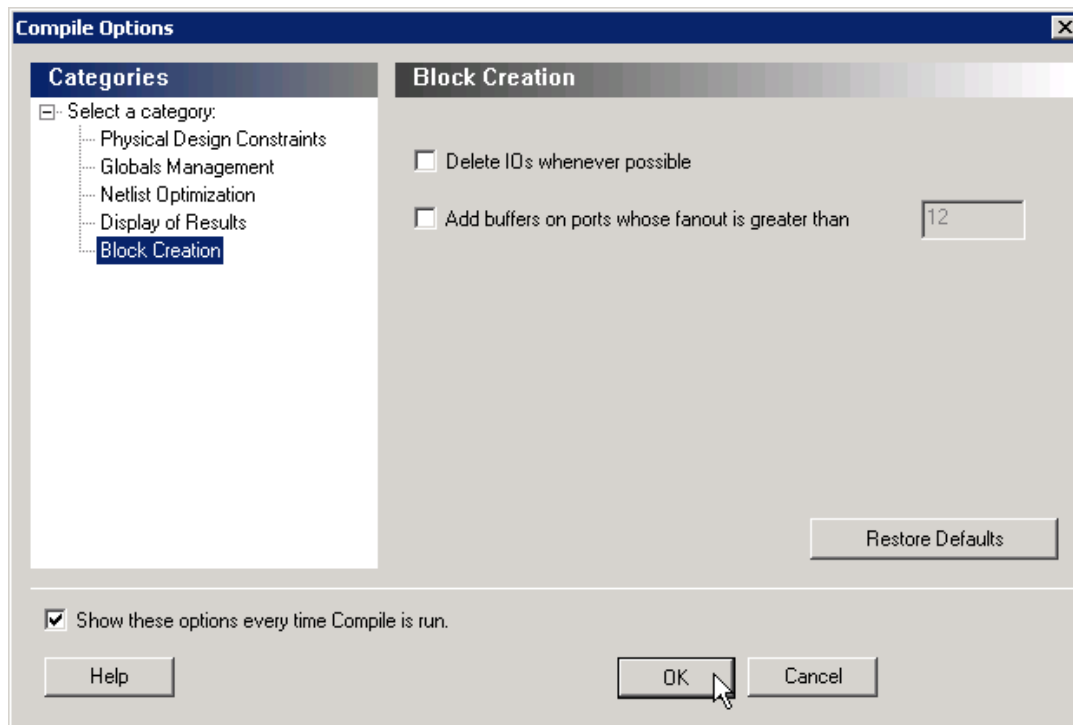 Compile Options
Categories
Block Creation
Select a category:
Physical Design Constraints
Globals Management
Netlist Optimization
Display of Results
Block Creation
Delete IOs whenever possible
Add buffers on ports whose fanout is greater than 12
Restore Defaults
Show these options every time Compile is run.
Help
OK
Cancel